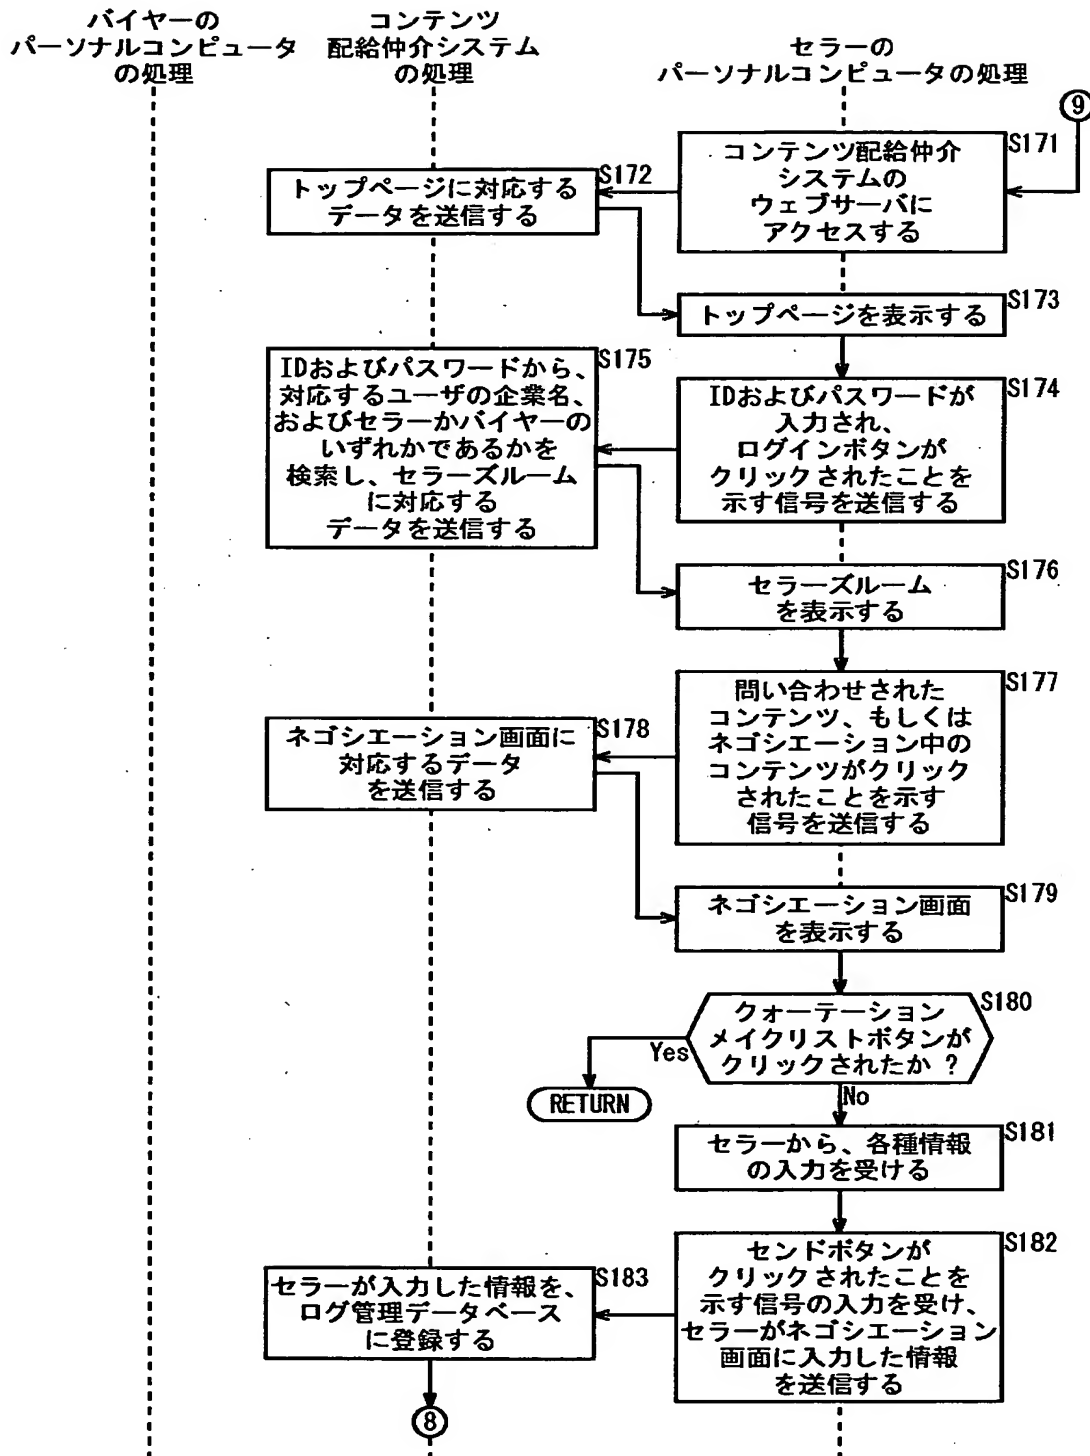 バイヤーの
パーソナルコンピュータ
の処理
コンテンツ
配給仲介システム
の処理
セラーの
パーソナルコンピュータの処理
⑨
S171
コンテンツ配給仲介
システムの
ウェブサーバに
アクセスする
S172
トップページに対応する
データを送信する
S173
トップページを表示する
S174
IDおよびパスワードが
入力され、
ログインボタンが
クリックされたことを
示す信号を送信する
S175
IDおよびパスワードから、
対応するユーザの企業名、
およびセラーかバイヤーの
いずれかであるかを
検索し、セラーズルーム
に対応する
データを送信する
S176
セラーズルーム
を表示する
S177
問い合わせされた
コンテンツ、もしくは
ネゴシエーション中の
コンテンツがクリック
されたことを示す
信号を送信する
S178
ネゴシエーション画面に
対応するデータ
を送信する
S179
ネゴシエーション画面
を表示する
S180
クォーテーション
メイクリストボタンが
クリックされたか ?
Yes
RETURN
No
S181
セラーから、各種情報
の入力を受ける
S182
センドボタンが
クリックされたことを
示す信号の入力を受け、
セラーがネゴシエーション
画面に入力した情報
を送信する
S183
セラーが入力した情報を、
ログ管理データベース
に登録する
⑧